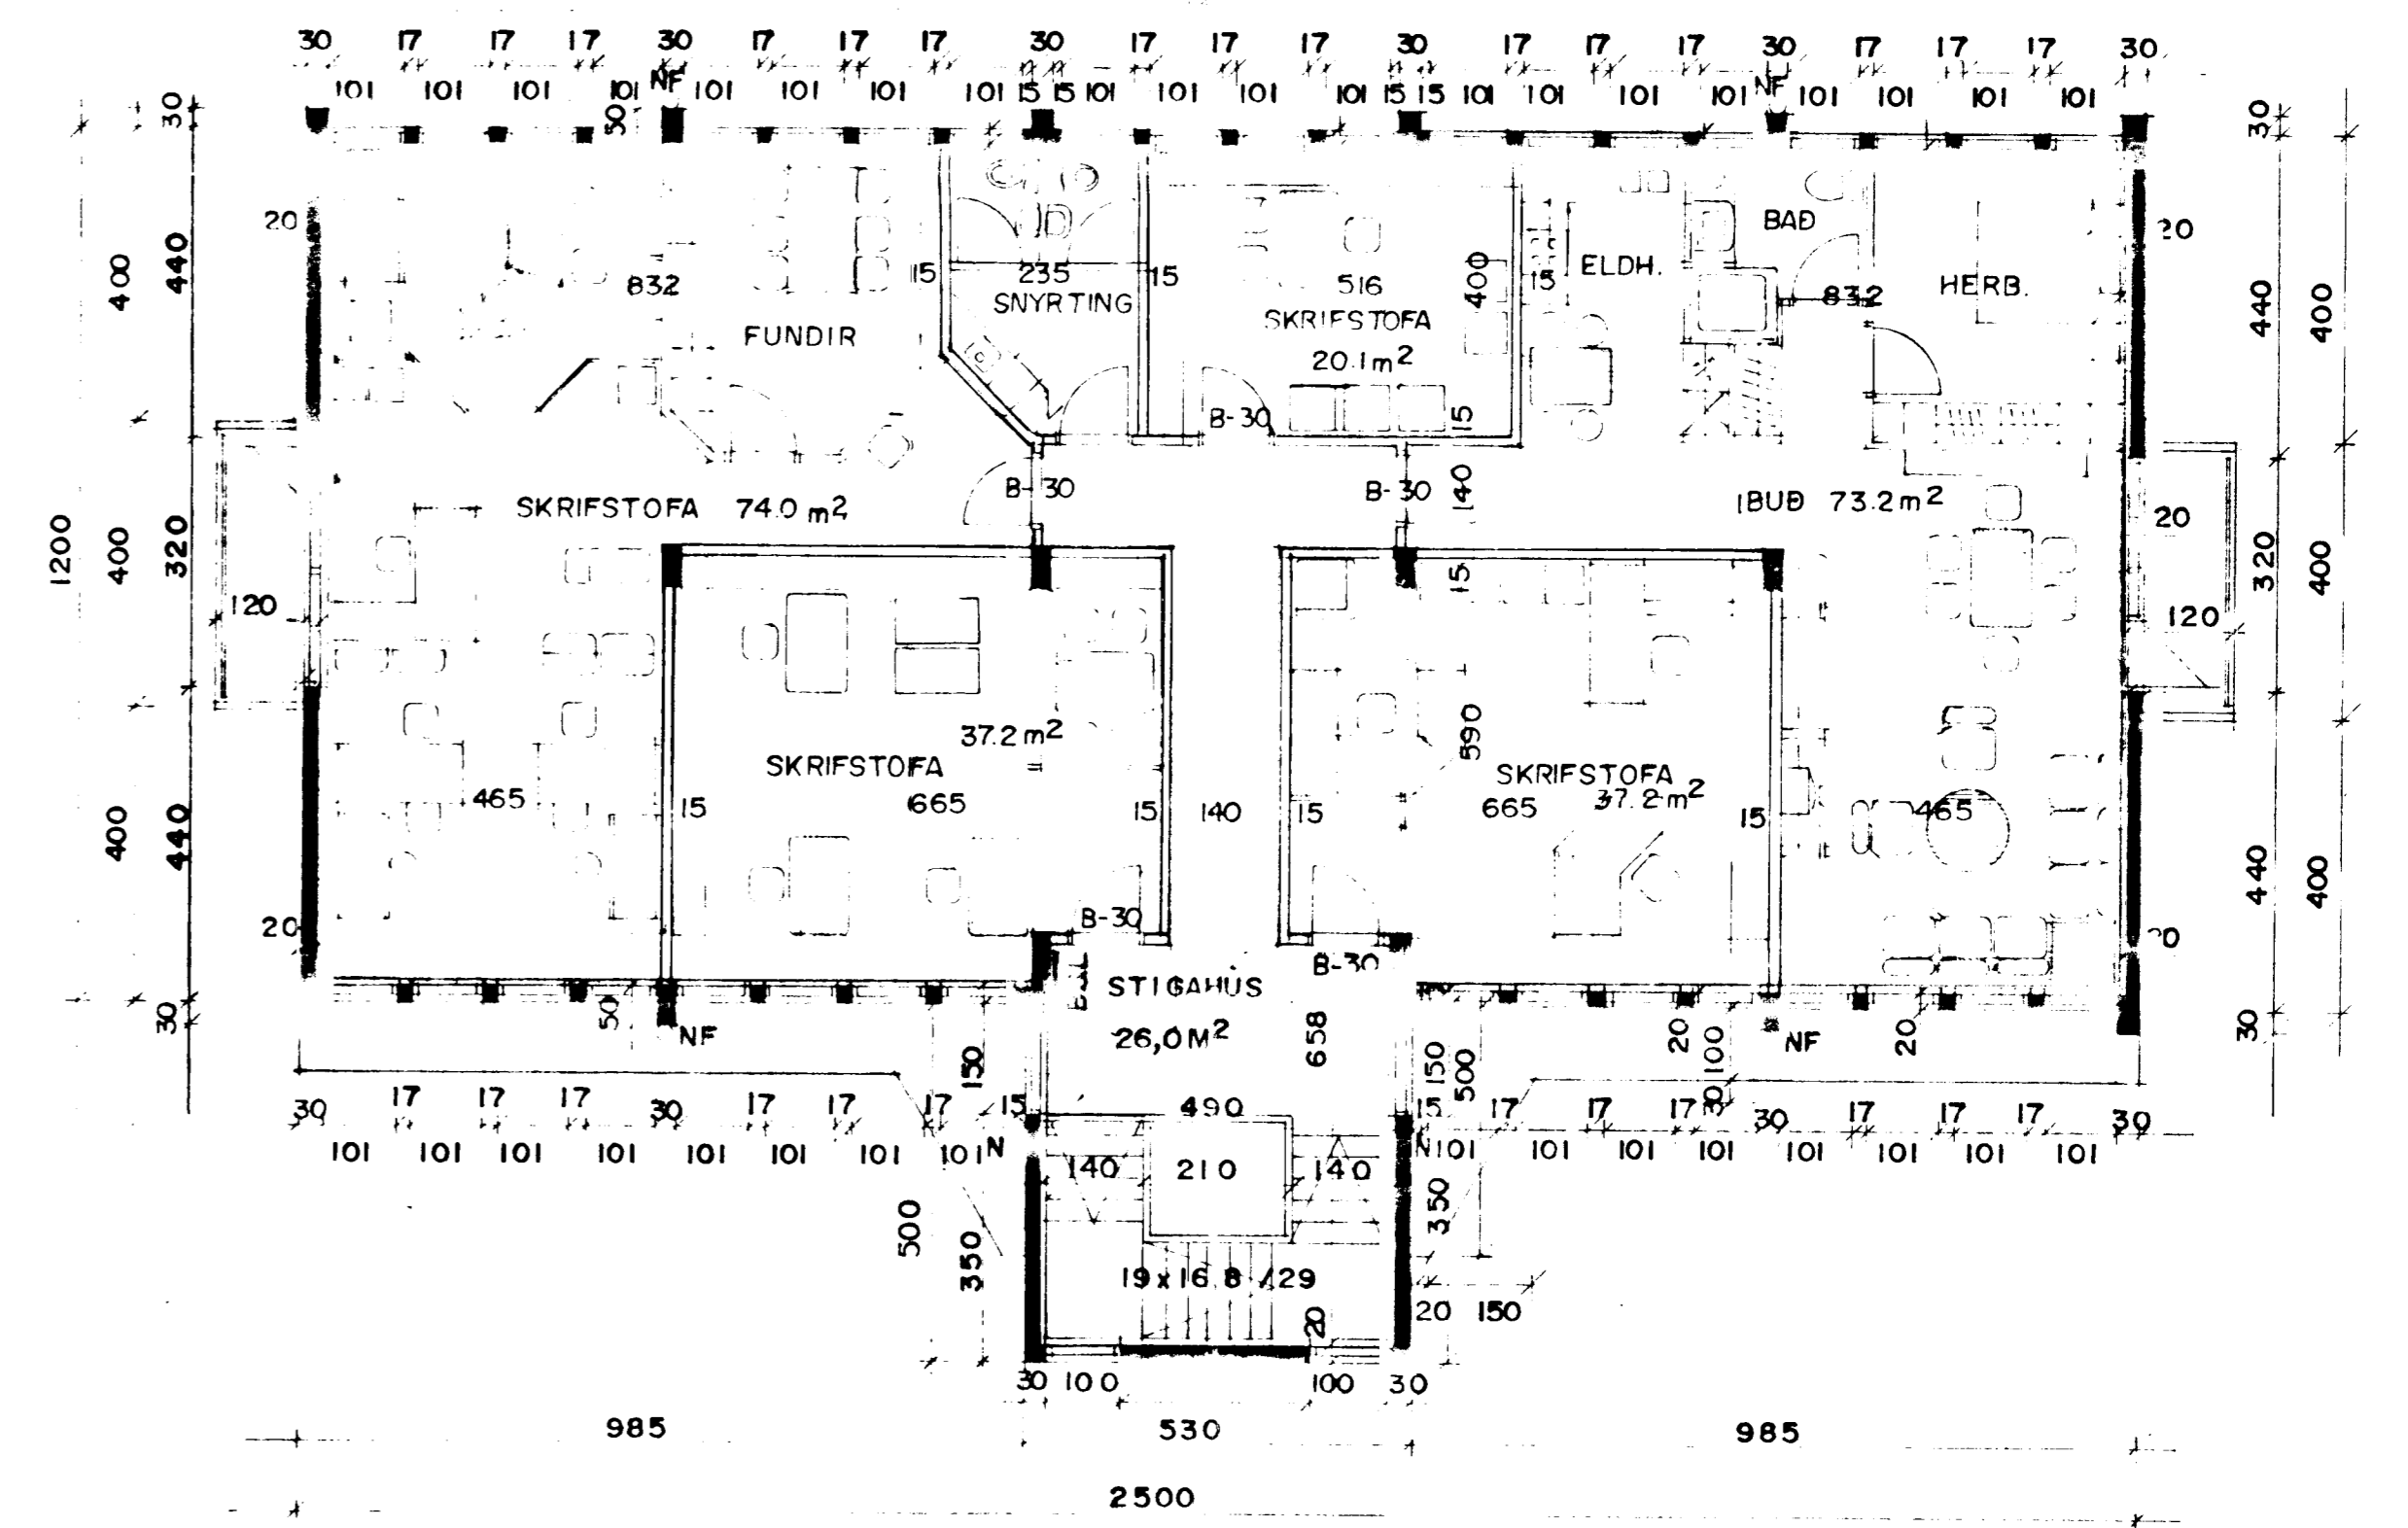 30 17 17 17 30 17 17 17 30 17 17 17 30 17 17 17 30 17 17 17 30
101 101 101 101 NF 101 101 101 101 15 15 101 101 101 101 15 15 101 101 101 101 NF 101 101 101 101
30 50 30
20 BAÐ 20
400 440 832 15 235 15 516 400 15 ELDH. 832 HERB. 440 400
SNYRTING
FUNDIR SKRIFSTOFA
20.1m2
B-30 15
B-30 B-30 140
SKRIFSTOFA 74.0 m2 IBUÐ 73.2m2 20
1200 400 320 15 320 400
120 120
37.2m2 590
SKRIFSTOFA SKRIFSTOFA
465 15 665 15 140 15 665 37.2m2 15 465
400 440 440 400
20 B-30
B-30
STIGAHÚS
30 50 NF 26,0M2 658 20 NF 20 30
150 150 500 100
30 17 17 17 30 17 17 17 15 490 15 17 17 17 30 30 17 17 17 30
101 101 101 101 101 101 101 101 N N 101 101 101 101 101 101 101 101
140 210 140
500 350 350
19x16.8/29
20 20 150
30 100 100 30
985 530 985
2500